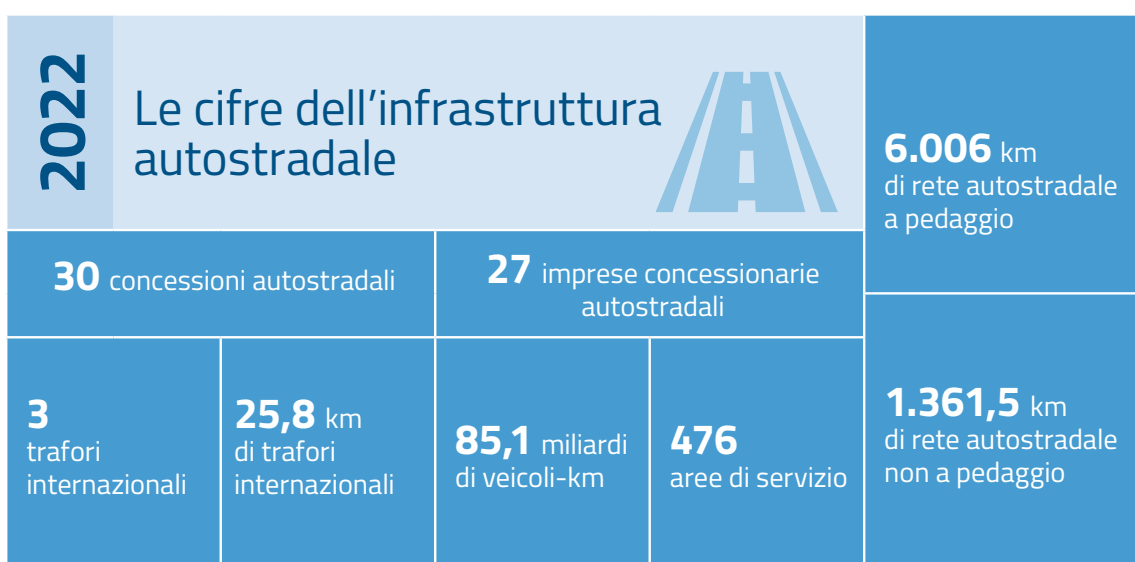 2022
Le cifre dell’infrastruttura
autostradale
6.006 km
di rete autostradale
a pedaggio
30 concessioni autostradali
27 imprese concessionarie
autostradali
3
trafori
internazionali
25,8 km
di trafori
internazionali
85,1 miliardi
di veicoli-km
476
aree di servizio
1.361,5 km
di rete autostradale
non a pedaggio